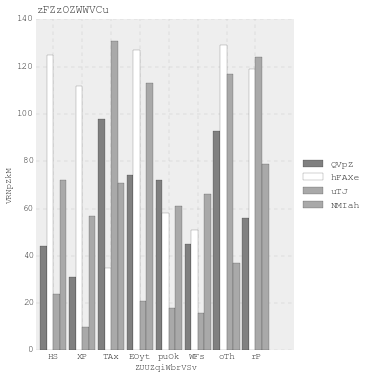 zFZzOZWWVCu
140
120
100
80
60
40
20
0
VRNpZkM
HS XP TAx EOyt puOk WFs oTh rP
ZUUZqiWbrVSv
QVpZ
hFAXe
uTJ
NMIah